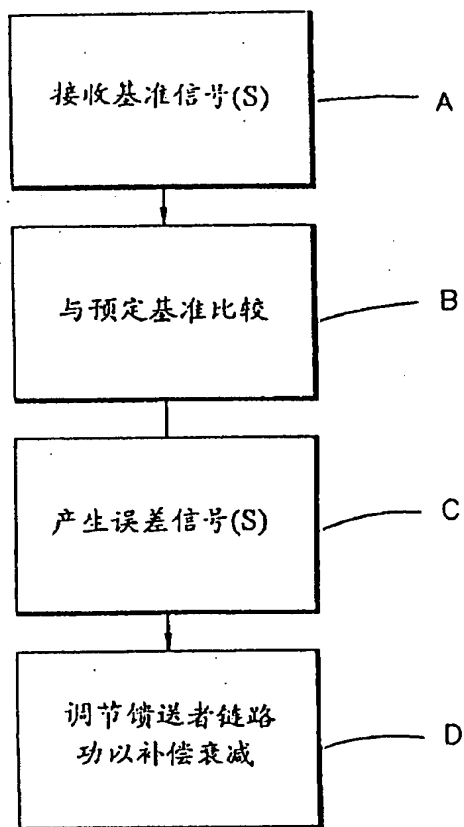 接收基准信号(S)
A
与预定基准比较
B
产生误差信号(S)
C
调节馈送者链路
功以补偿衰减
D